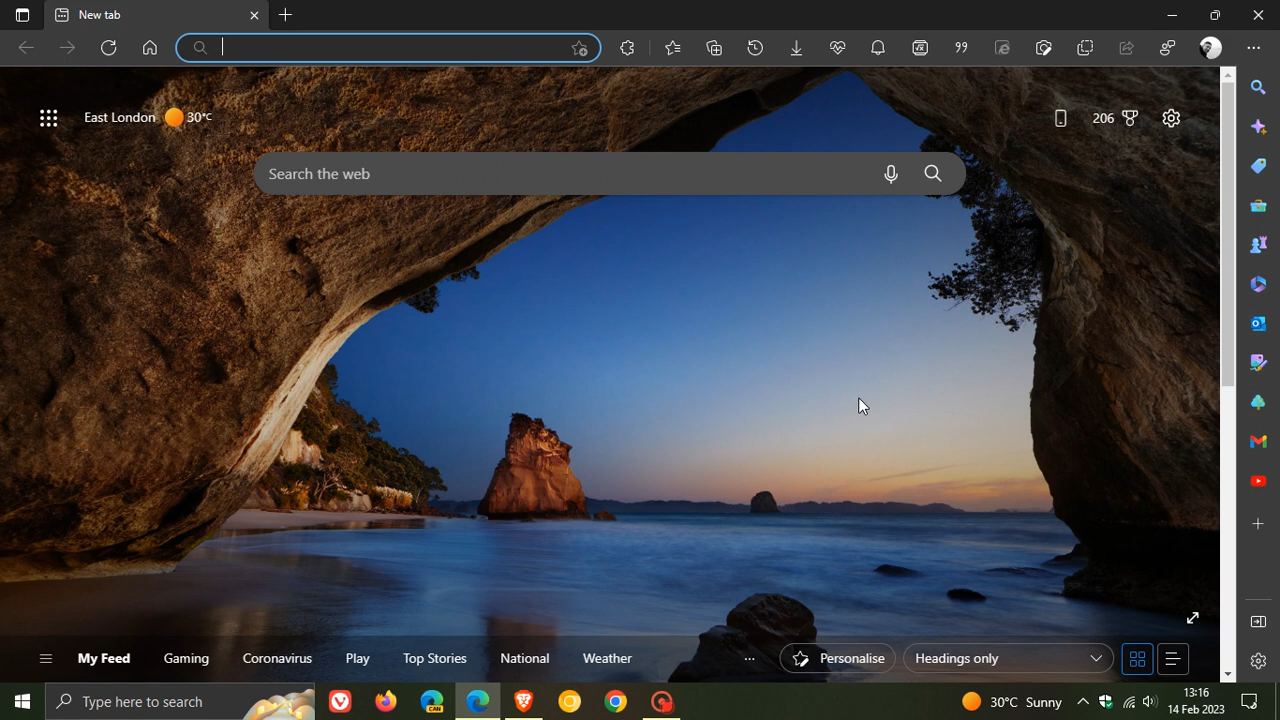 New tab
East London 30°C
206
Search the web
My Feed Gaming Coronavirus Play Top Stories National Weather ... Personalise Headings only
Type here to search
CAN
30°C Sunny
13:16
14 Feb 2023